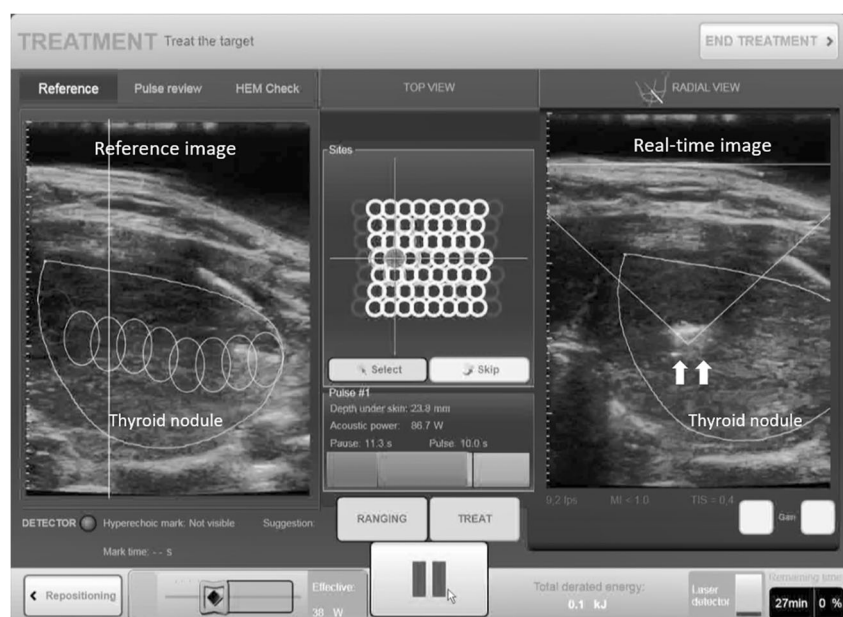 TREATMENT Treat the target
END TREATMENT
Reference Pulse review HEM Check
TOP VIEW
RADIAL VIEW
Reference image
Thyroid nodule
DETECTOR Hyperechoic mark: Not visible Suggestion:
Mark time: -- s
Sites
Select Skip
Pulse #1
Depth under skin: 23.9 mm
Acoustic power: 86.7 W
Pause: 11.3 s Pulse: 10.0 s
RANGING TREAT
Real-time image
Thyroid nodule
9,2 fps MI < 1.0 TIS = 0,4
Gain
Repositioning
Effective:
38 W
Total derated energy:
0.1 kJ
Laser
detector
Remaining time
27min 0 %